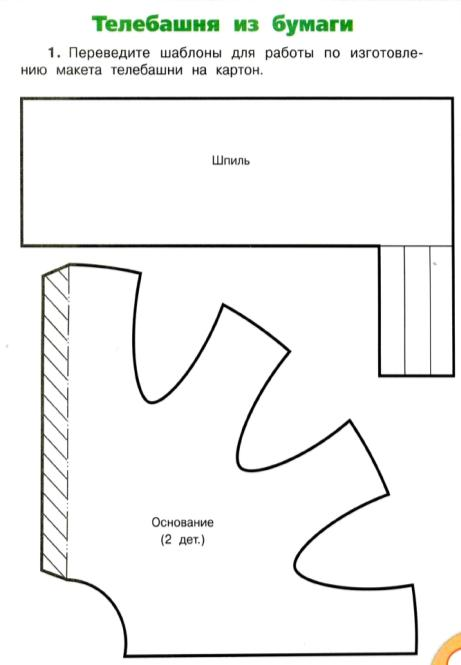 Телебашня из бумаги
1. Переведите шаблоны для работы по изготовле-
нию макета телебашни на картон.
Шпиль
Основание
(2 дет.)